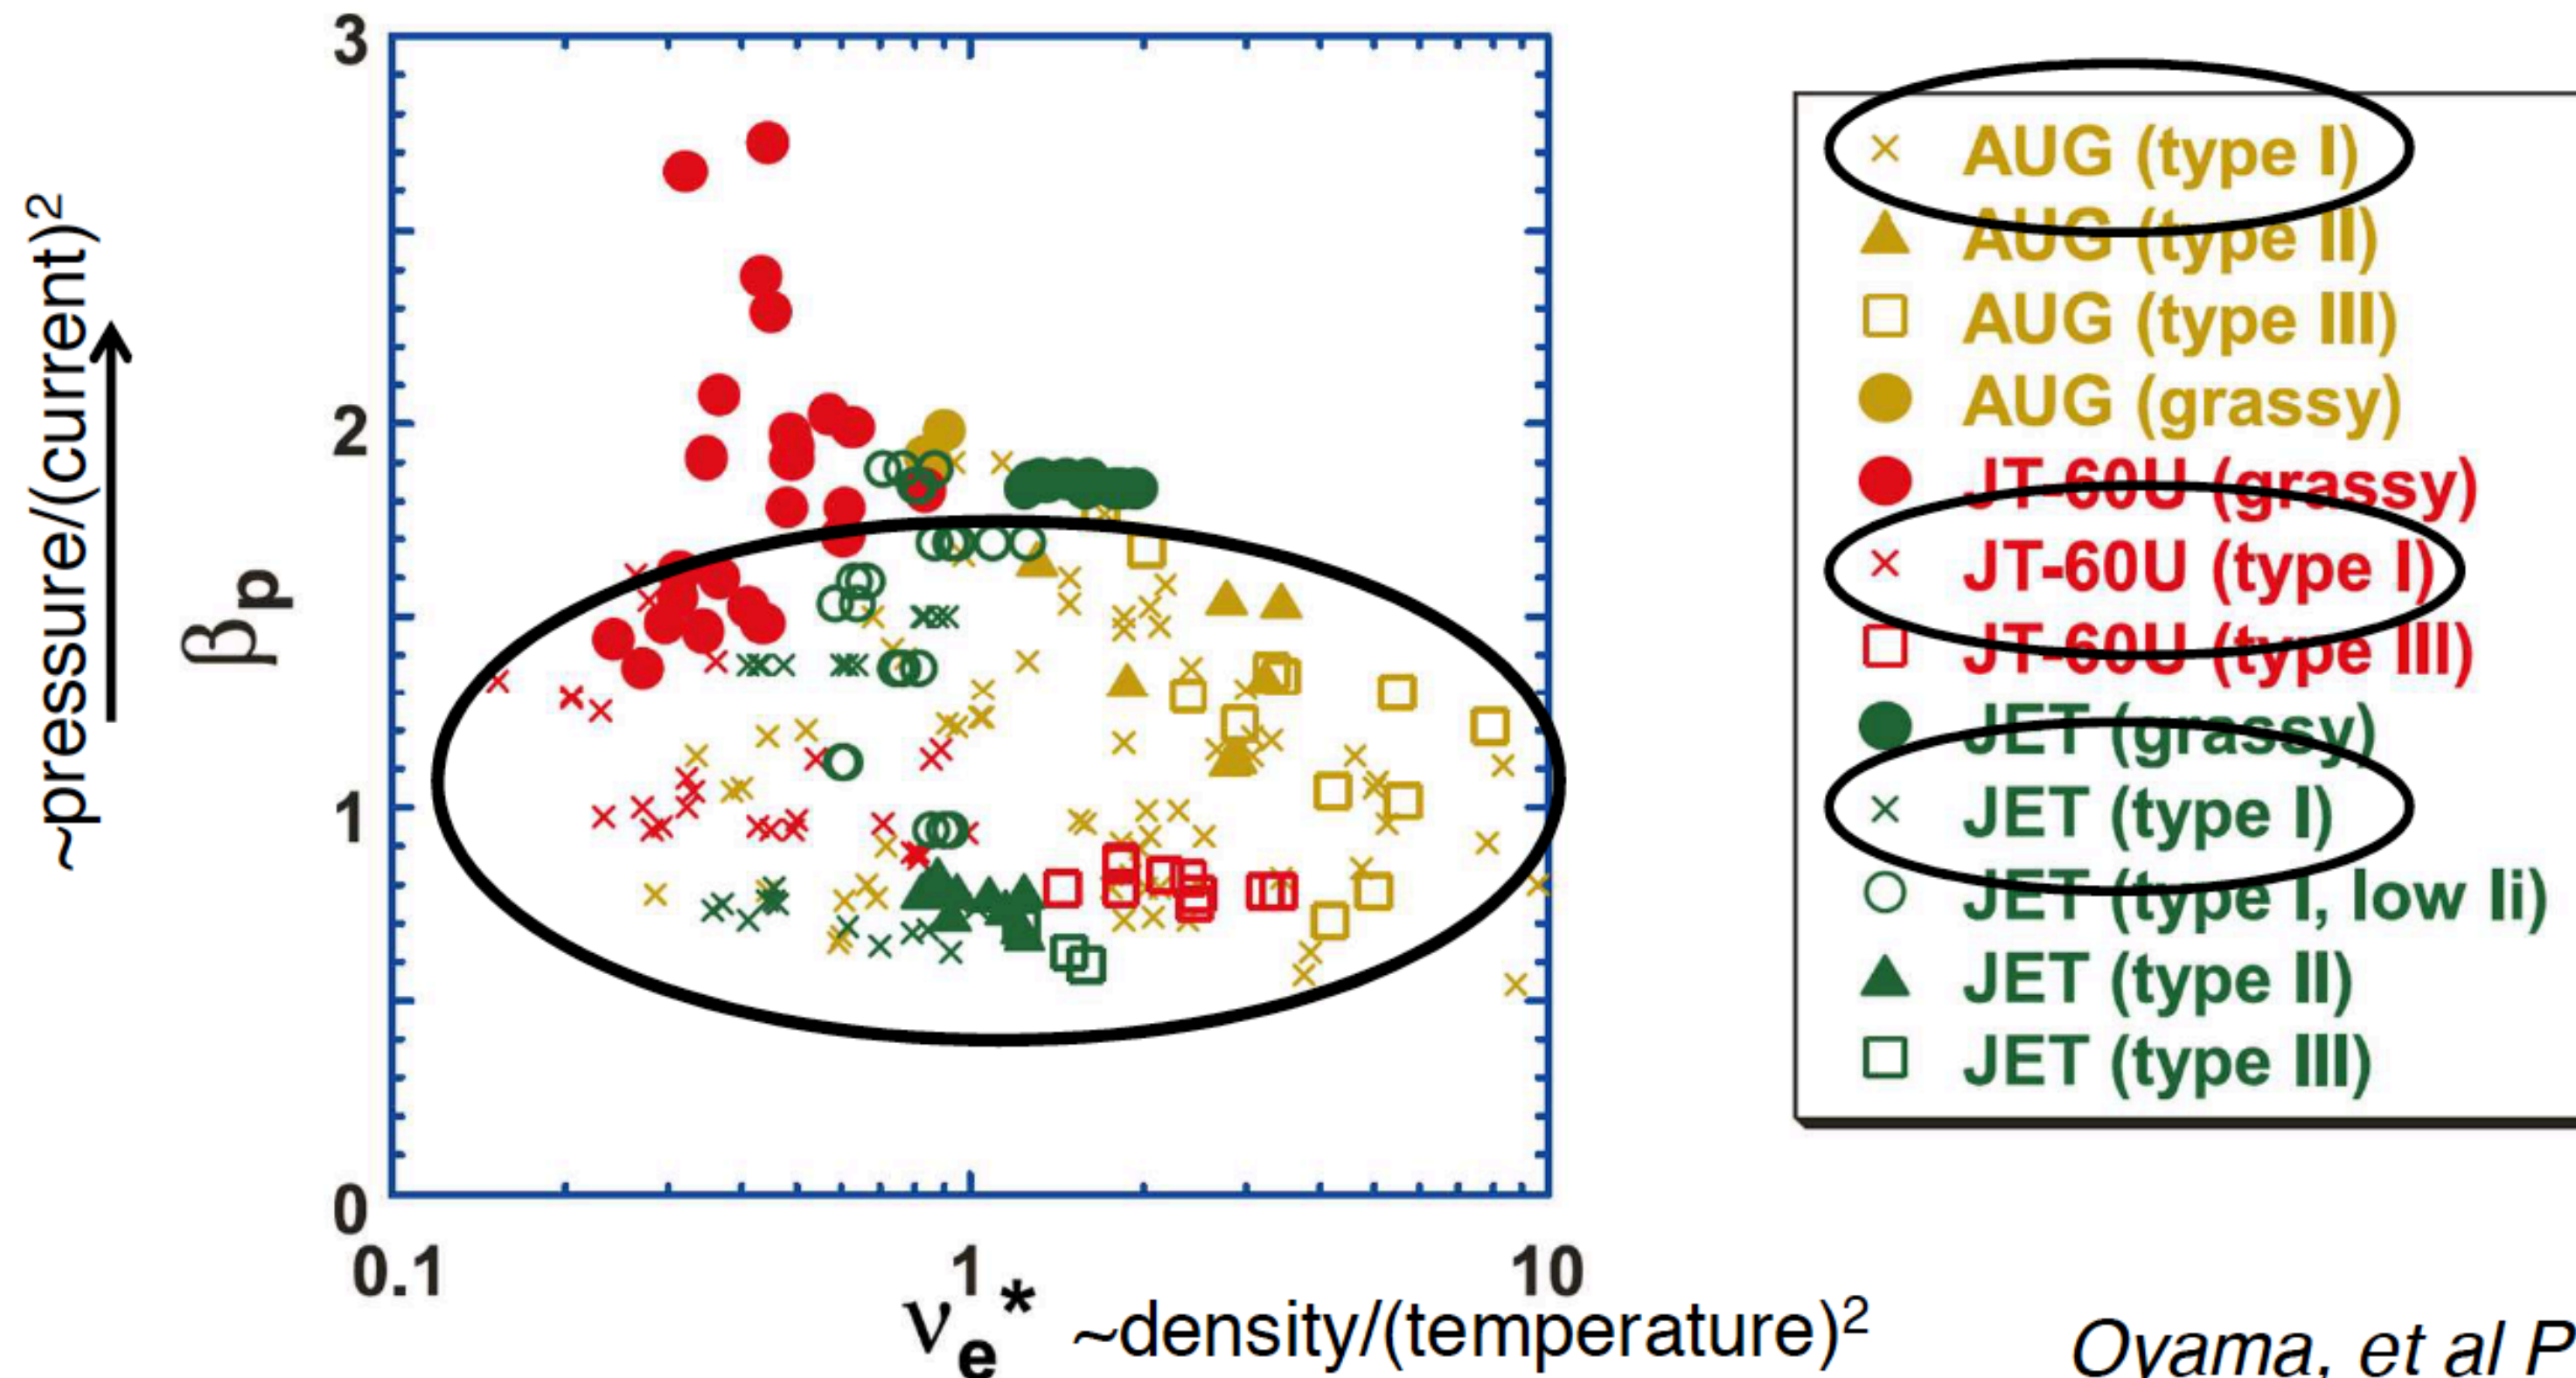 ~pressure/(current)²
βp
3
2
1
0
0.1
1
10
νe* ~density/(temperature)²
AUG (type I)
AUG (type II)
AUG (type III)
AUG (grassy)
JT-60U (grassy)
JT-60U (type I)
JT-60U (type III)
JET (grassy)
JET (type I)
JET (type I, low li)
JET (type II)
JET (type III)
Oyama, et al P